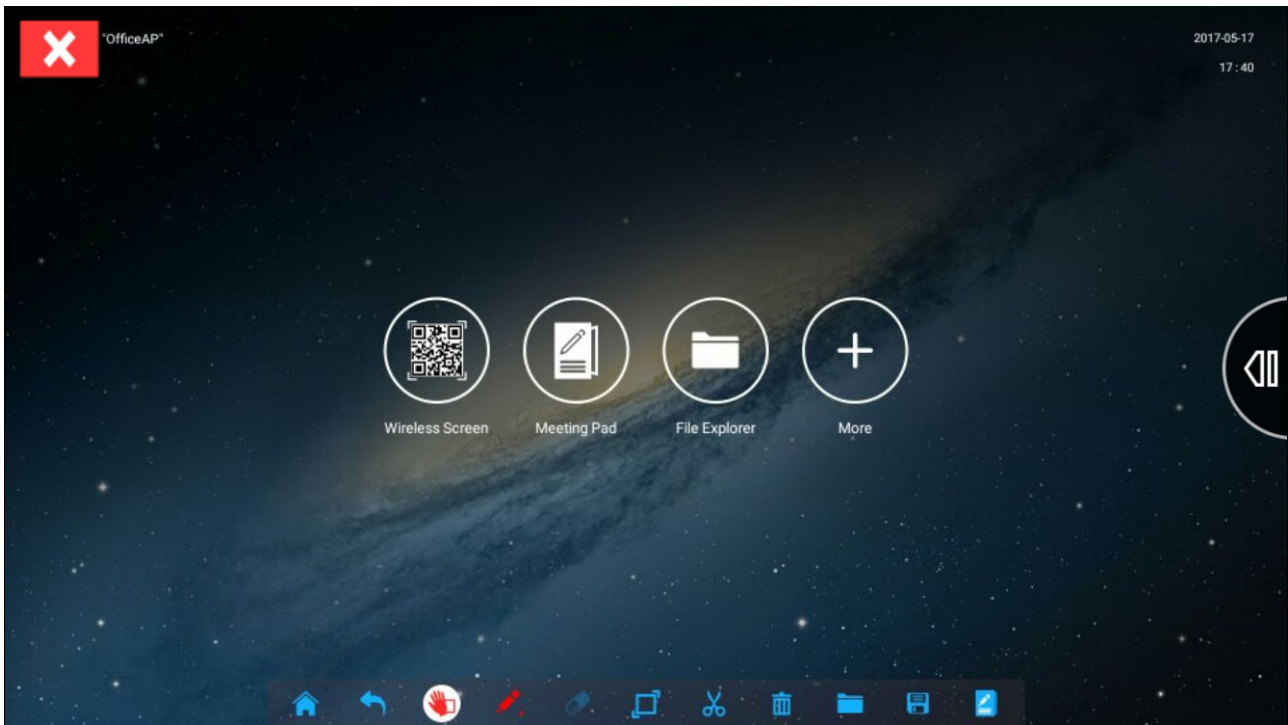 "OfficeAP"
2017-05-17
17:40
Wireless Screen
Meeting Pad
File Explorer
More